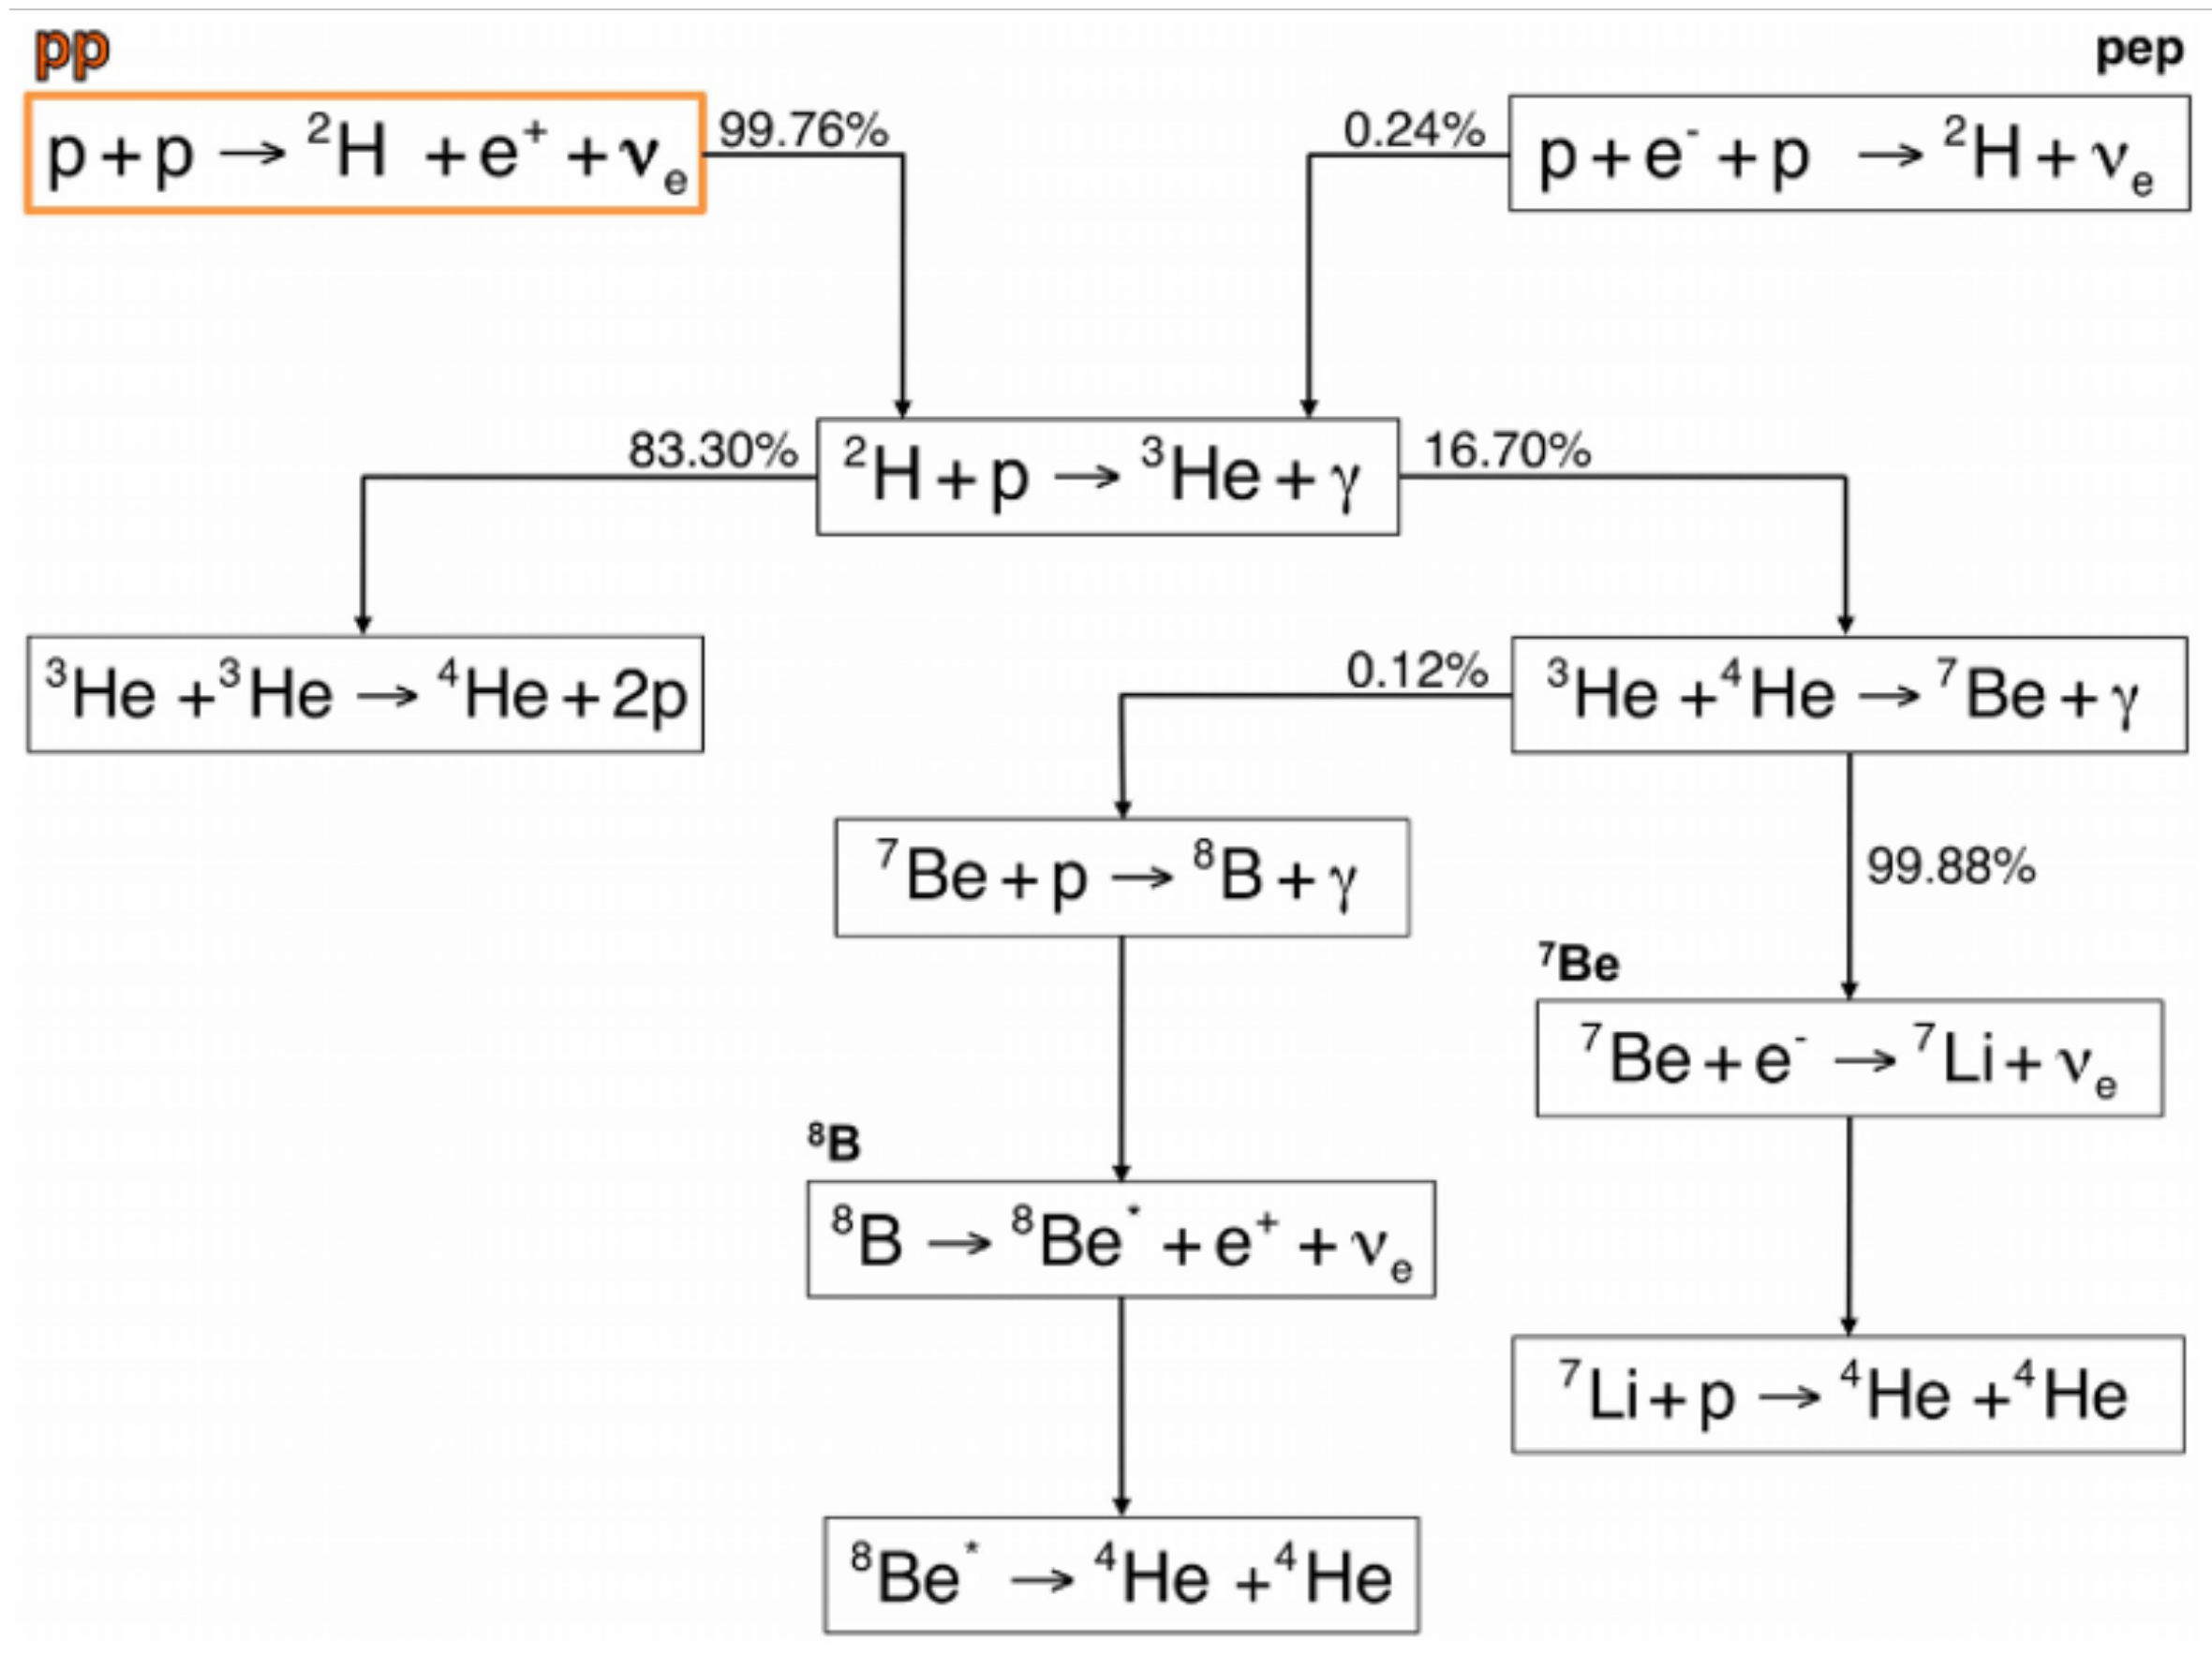 pp
pep
p + p → ²H + e⁺ + νₑ
99.76%
0.24%
p + e⁻ + p → ²H + νₑ
83.30%
²H + p → ³He + γ
16.70%
³He + ³He → ⁴He + 2p
0.12%
³He + ⁴He → ⁷Be + γ
⁷Be + p → ⁸B + γ
99.88%
⁷Be
⁷Be + e⁻ → ⁷Li + νₑ
⁸B
⁸B → ⁸Be* + e⁺ + νₑ
⁷Li + p → ⁴He + ⁴He
⁸Be* → ⁴He + ⁴He